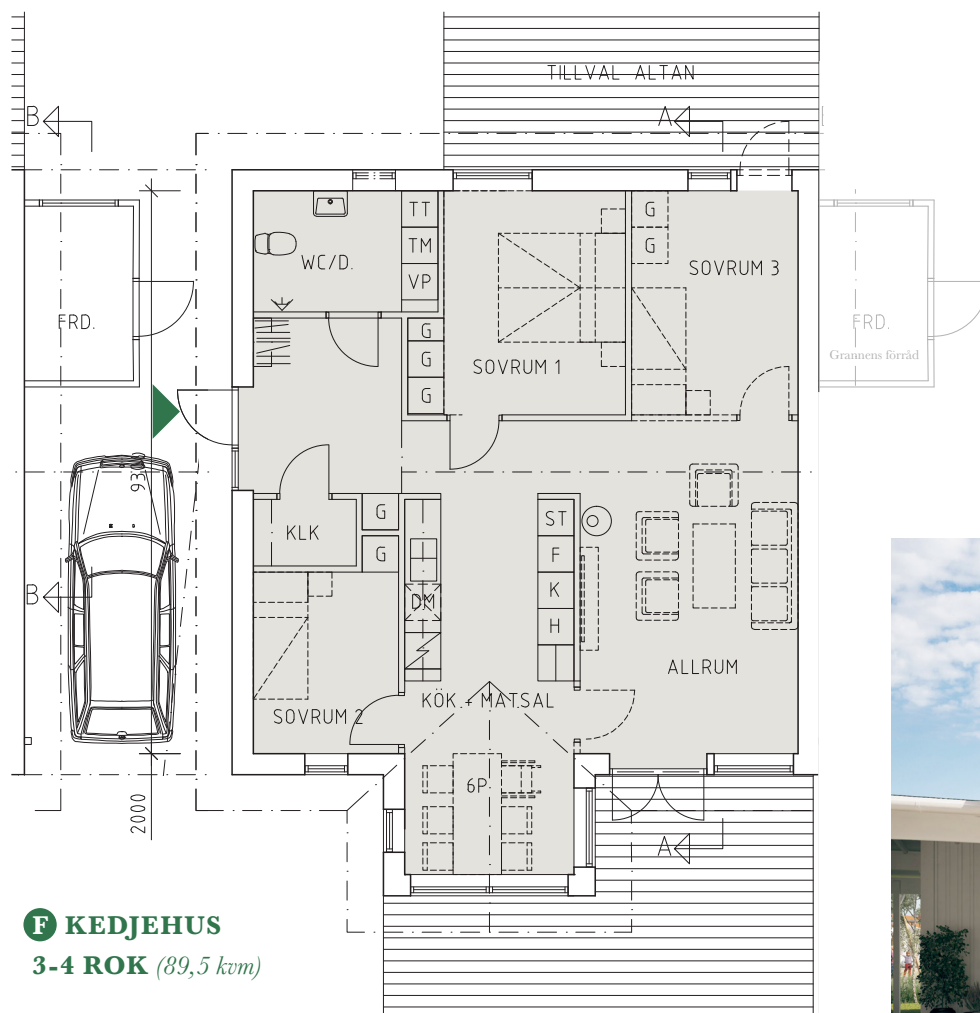 TILLVAL ALTAN
B
A
TT
TM
VP
WC/D.
G
G
SOVRUM 3
FRD.
FRD.
Grannens förråd
G
G
G
SOVRUM 1
KLK
G
G
ST
F
K
H
DM
B
ALLRUM
KÖK + MATSAL
SOVRUM 2
6P
2000
A
F KEDJEHUS
3-4 ROK (89,5 kvm)